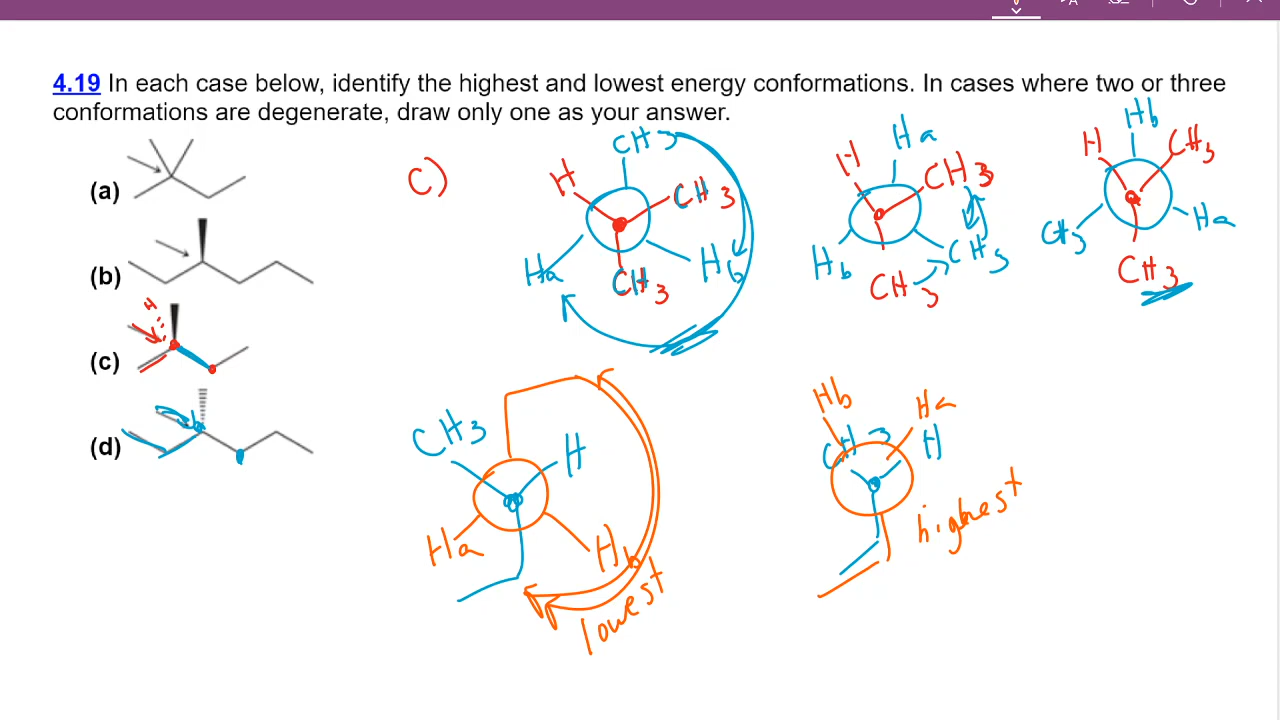 4.19 In each case below, identify the highest and lowest energy conformations. In cases where two or three
conformations are degenerate, draw only one as your answer.
(a)
(b)
(c)
H
(d)
C)
CH3
H
CH3
Ha
Hb
CH3
Ha
H
CH3
Hb
CH3
CH3
Hb
H
CH3
CH3
Ha
CH3
CH3
H
Ha
Hb
lowest
Hb
Ha
CH3
H
highest